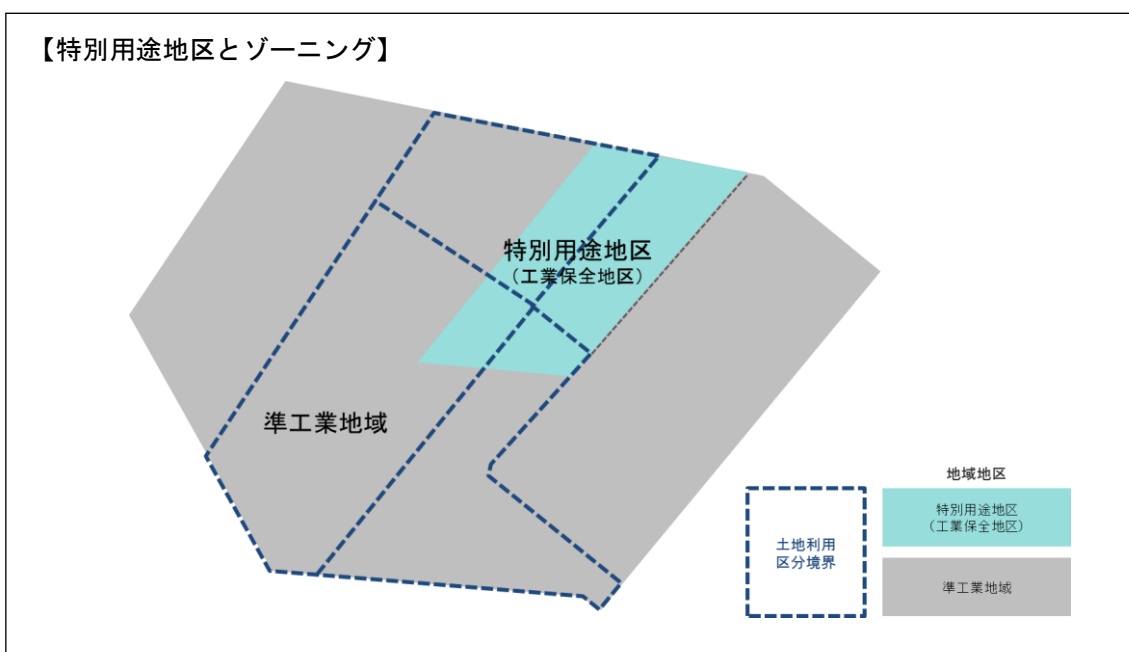 【特別用途地区とゾーニング】
特別用途地区
（工業保全地区）
準工業地域
土地利用
区分境界
地域地区
特別用途地区
（工業保全地区）
準工業地域